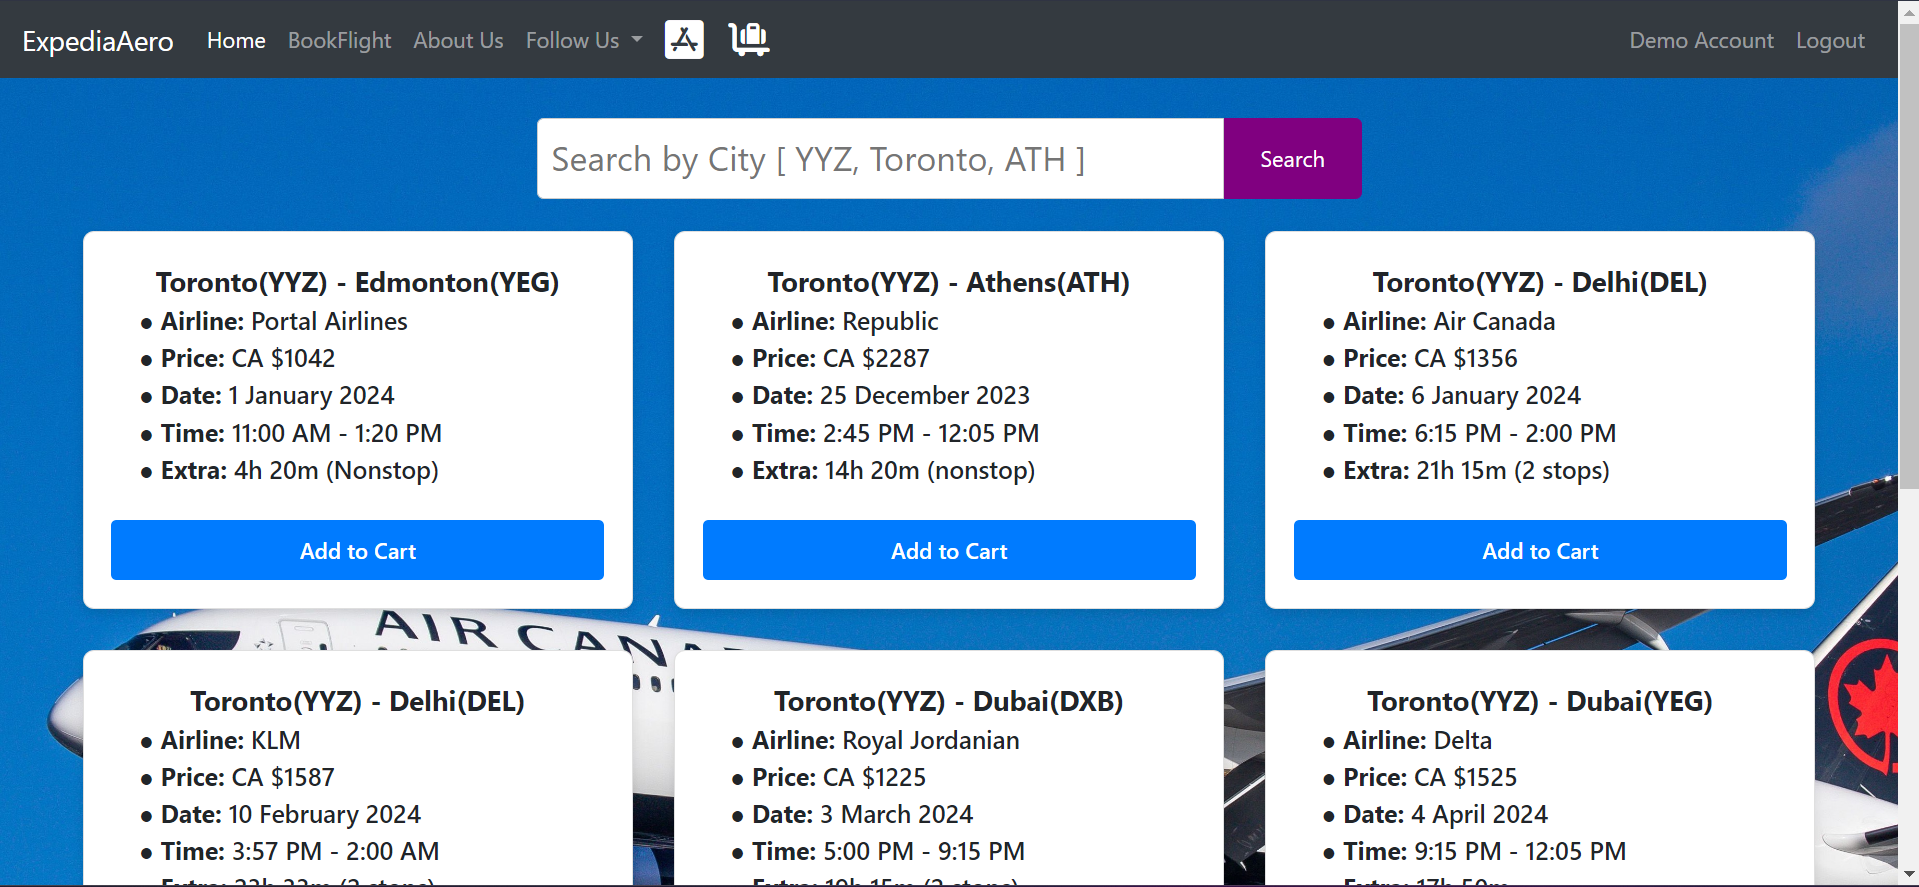 ExpediaAero Home BookFlight About Us Follow Us Demo Account Logout
Search by City [ YYZ, Toronto, ATH ] Search
Toronto(YYZ) - Edmonton(YEG)
• Airline: Portal Airlines
• Price: CA $1042
• Date: 1 January 2024
• Time: 11:00 AM - 1:20 PM
• Extra: 4h 20m (Nonstop)
Add to Cart
Toronto(YYZ) - Athens(ATH)
• Airline: Republic
• Price: CA $2287
• Date: 25 December 2023
• Time: 2:45 PM - 12:05 PM
• Extra: 14h 20m (nonstop)
Add to Cart
Toronto(YYZ) - Delhi(DEL)
• Airline: Air Canada
• Price: CA $1356
• Date: 6 January 2024
• Time: 6:15 PM - 2:00 PM
• Extra: 21h 15m (2 stops)
Add to Cart
AIR CANA
Toronto(YYZ) - Delhi(DEL)
• Airline: KLM
• Price: CA $1587
• Date: 10 February 2024
• Time: 3:57 PM - 2:00 AM
Toronto(YYZ) - Dubai(DXB)
• Airline: Royal Jordanian
• Price: CA $1225
• Date: 3 March 2024
• Time: 5:00 PM - 9:15 PM
Toronto(YYZ) - Dubai(YEG)
• Airline: Delta
• Price: CA $1525
• Date: 4 April 2024
• Time: 9:15 PM - 12:05 PM